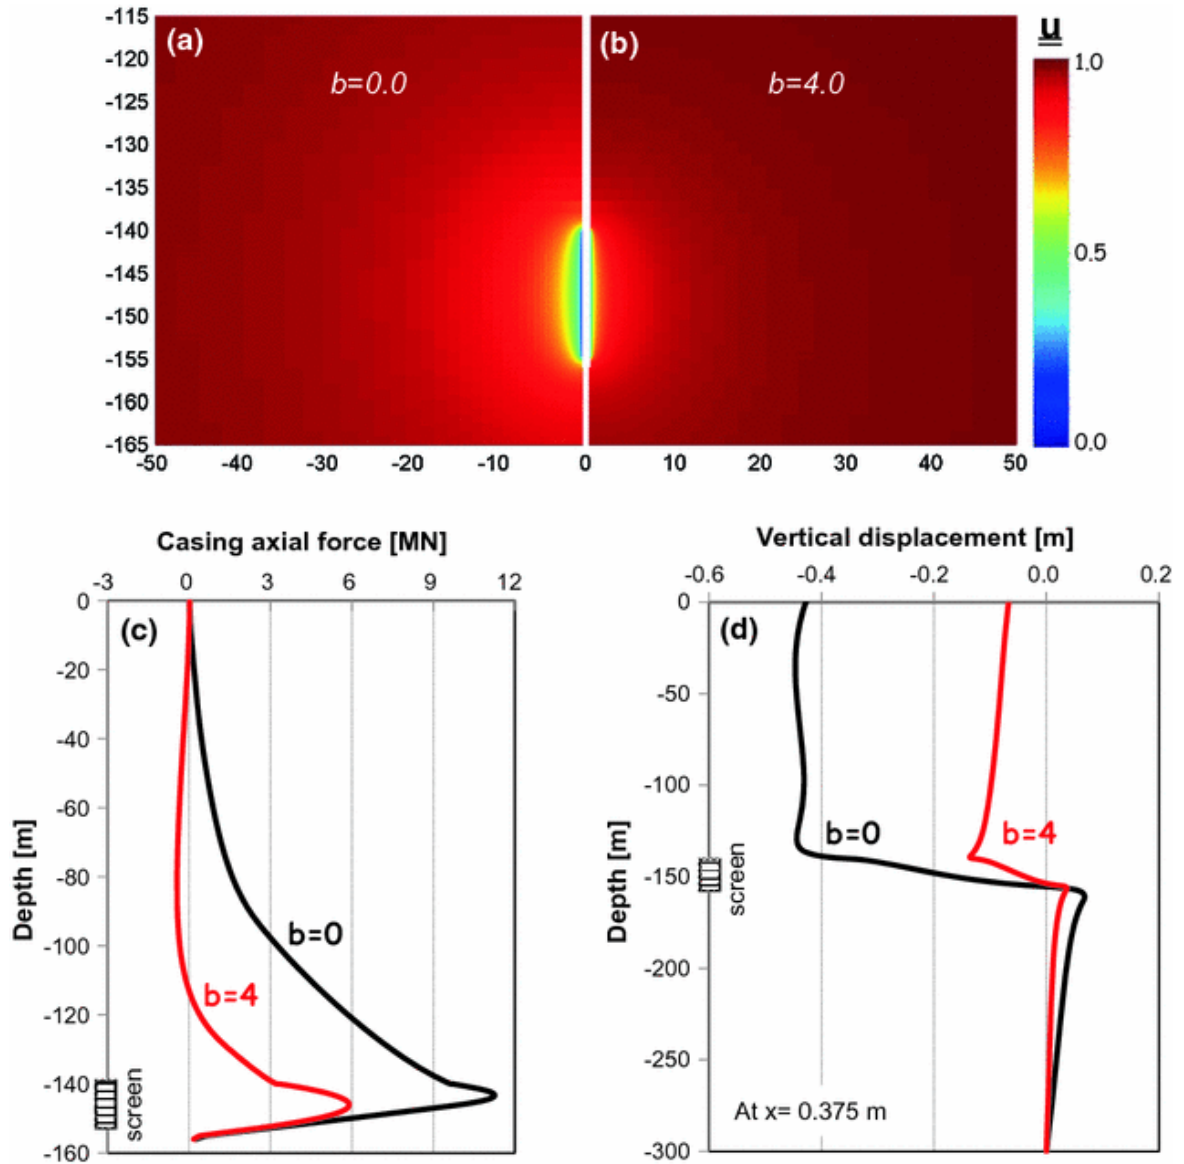 -115
(a)
(b)
u
-120
b=0.0
b=4.0
1.0
-125
-130
-135
-140
0.5
-145
-150
-155
-160
0.0
-165
-50 -40 -30 -20 -10 0 10 20 30 40 50
Casing axial force [MN]
-3 0 3 6 9 12
0
(c)
-20
-40
-60
-80
-100
-120
-140
-160
Depth [m]
b=0
b=4
screen
Vertical displacement [m]
-0.6 -0.4 -0.2 0.0 0.2
0
(d)
-50
-100
-150
-200
-250
-300
Depth [m]
b=0
b=4
screen
At x= 0.375 m